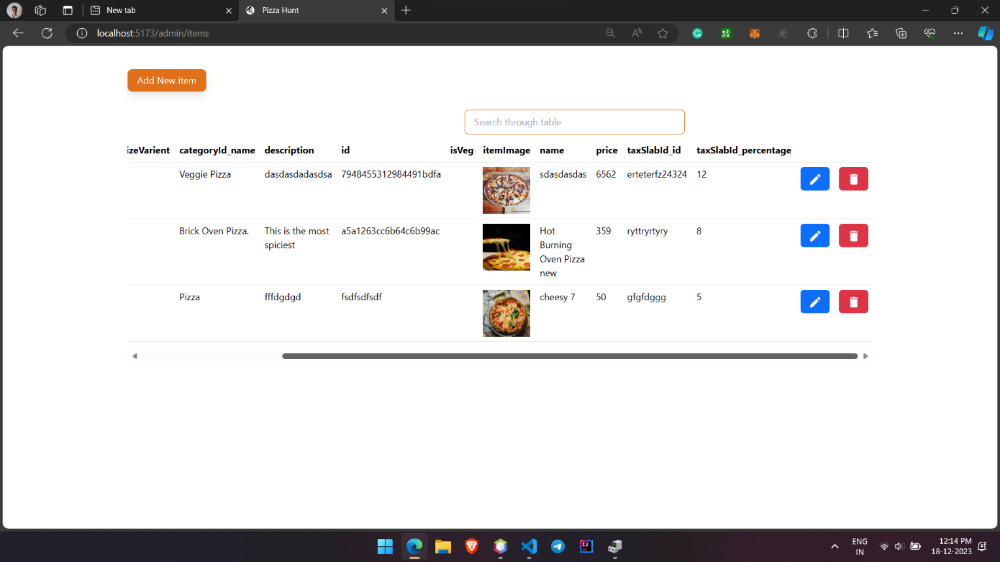 New tab
Pizza Hunt
localhost:5173/admin/items
Add New item
Search through table
izeVarient categoryId_name description id isVeg itemImage name price taxSlabId_id taxSlabId_percentage
Veggie Pizza dasdasdadasdsa 7948455312984491bdfa sdasdasdas 6562 erteterfz24324 12
Brick Oven Pizza. This is the most a5a1263cc6b64c6b99ac Hot 359 ryttryrtyry 8
spiciest Burning
Oven Pizza
new
Pizza fffdgdgd fsdfsdfsdf cheesy 7 50 gfgfdggg 5
ENG 12:14 PM
IN 18-12-2023